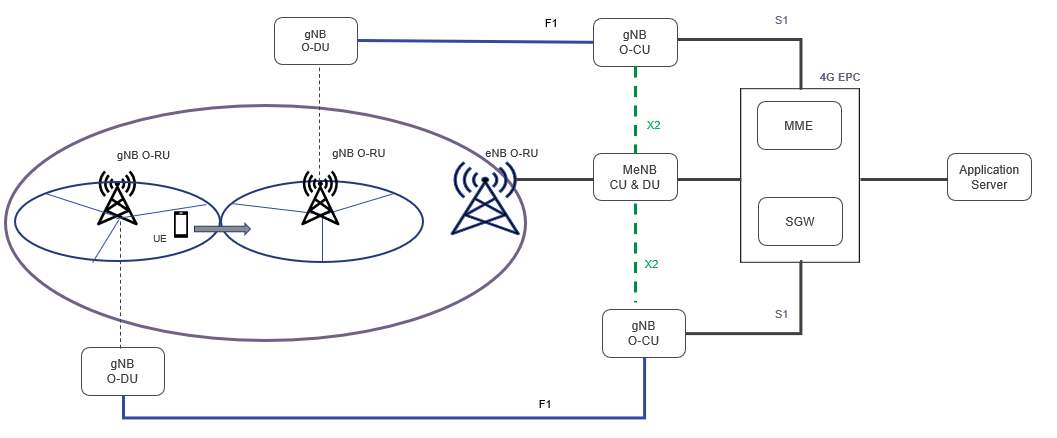 gNB
O-DU
F1
gNB
O-CU
S1
4G EPC
X2
MME
gNB O-RU
gNB O-RU
eNB O-RU
MeNB
CU & DU
Application
Server
UE
SGW
X2
S1
gNB
O-CU
gNB
O-DU
F1